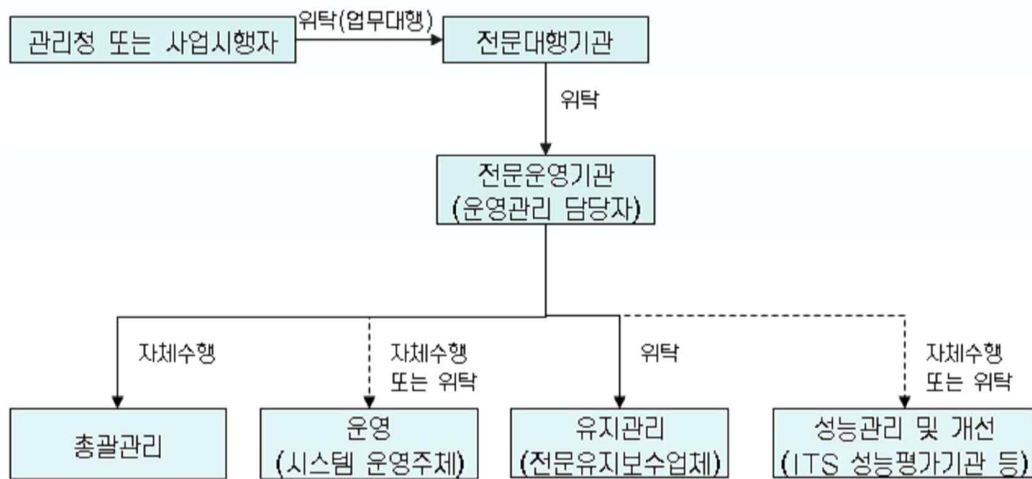 위탁(업무대행)
관리청 또는 사업시행자
전문대행기관
위탁
전문운영기관
(운영관리 담당자)
자체수행
자체수행
또는 위탁
위탁
자체수행
또는 위탁
총괄관리
운영
(시스템 운영주체)
유지관리
(전문유지보수업체)
성능관리 및 개선
(ITS 성능평가기관 등)